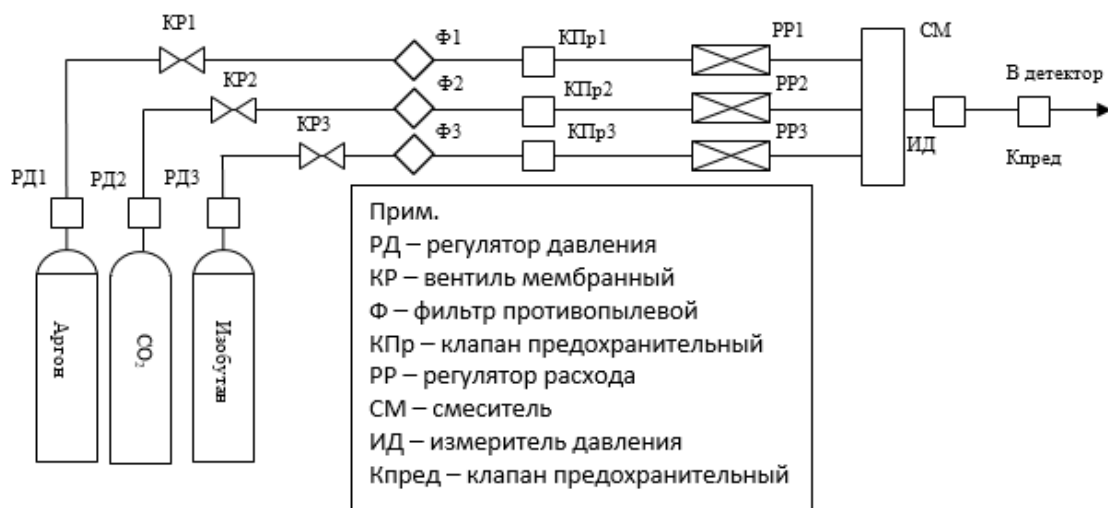 КР1
Ф1
КПр1
РР1
СМ
КР2
Ф2
КПр2
РР2
В детектор
КР3
Ф3
КПр3
РР3
ИД
Кпред
РД1
РД2
РД3
Аргон
CO₂
Изобутан
Прим.
РД – регулятор давления
КР – вентиль мембранный
Ф – фильтр противопылевой
КПр – клапан предохранительный
РР – регулятор расхода
СМ – смеситель
ИД – измеритель давления
Кпред – клапан предохранительный